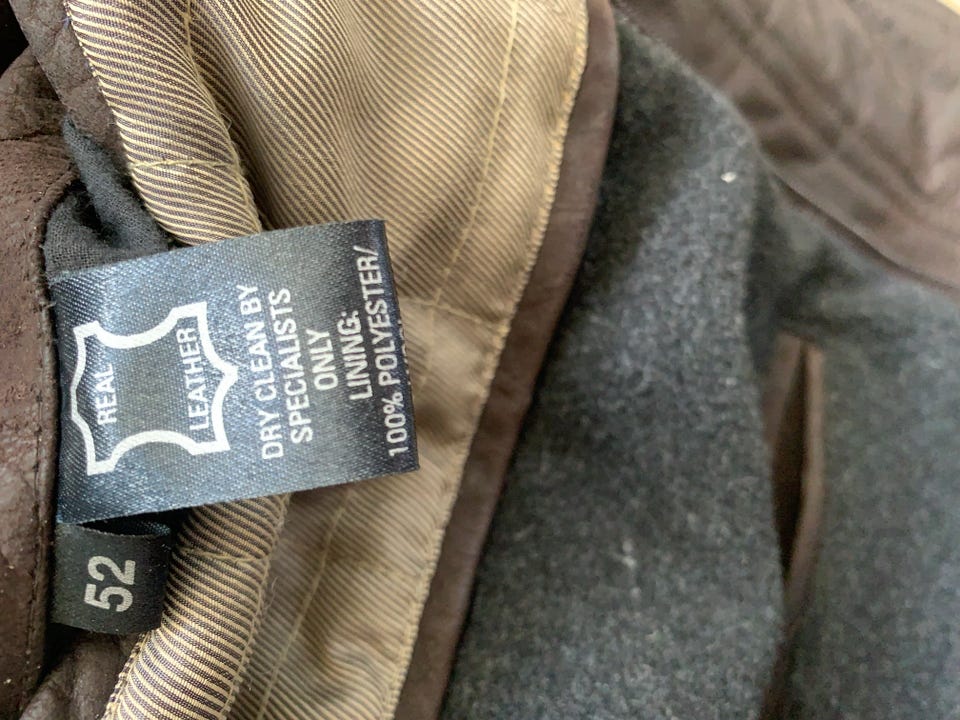 REAL
LEATHER
DRY CLEAN BY
SPECIALISTS
ONLY
LINING:
100% POLYESTER/
52